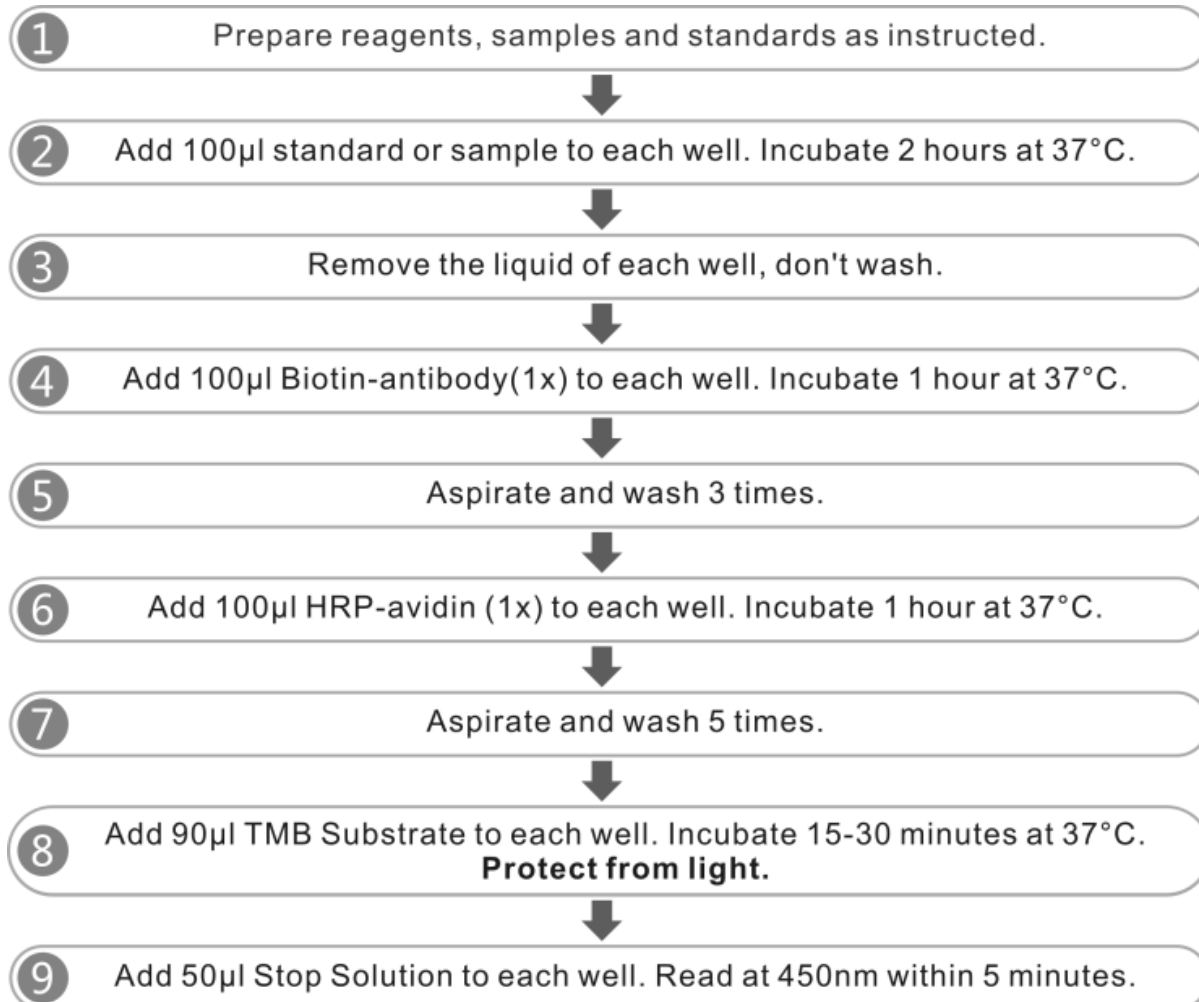 1 Prepare reagents, samples and standards as instructed.
2 Add 100µl standard or sample to each well. Incubate 2 hours at 37°C.
3 Remove the liquid of each well, don't wash.
4 Add 100µl Biotin-antibody(1x) to each well. Incubate 1 hour at 37°C.
5 Aspirate and wash 3 times.
6 Add 100µl HRP-avidin (1x) to each well. Incubate 1 hour at 37°C.
7 Aspirate and wash 5 times.
8 Add 90µl TMB Substrate to each well. Incubate 15-30 minutes at 37°C.
Protect from light.
9 Add 50µl Stop Solution to each well. Read at 450nm within 5 minutes.